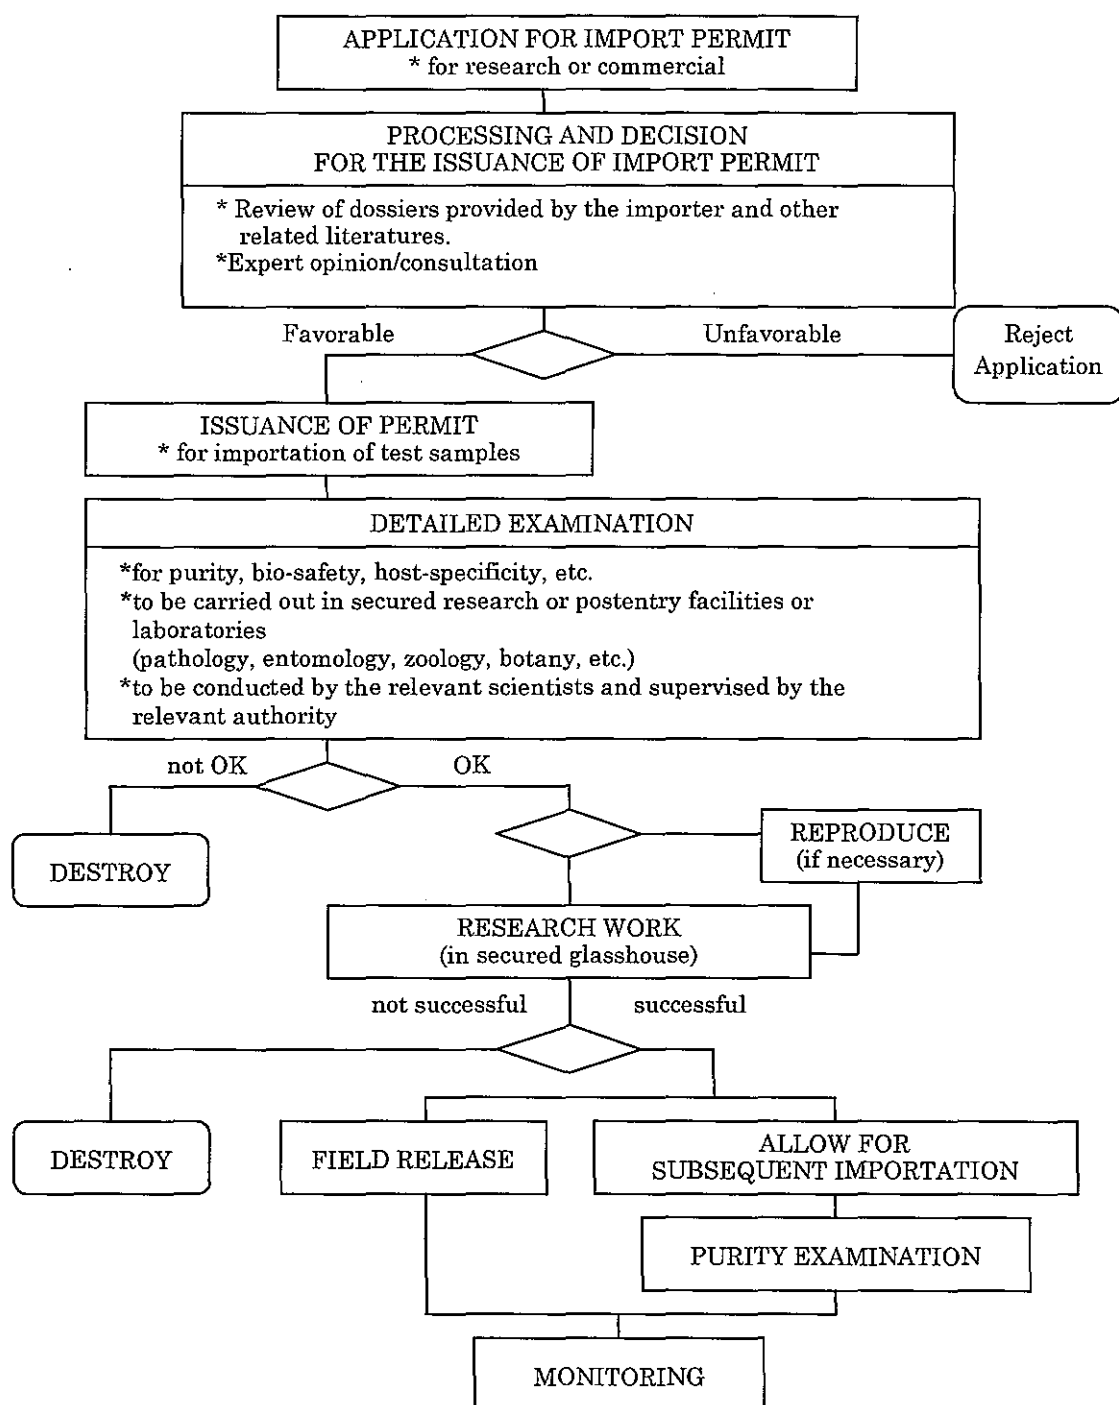 APPLICATION FOR IMPORT PERMIT
* for research or commercial
PROCESSING AND DECISION
FOR THE ISSUANCE OF IMPORT PERMIT
* Review of dossiers provided by the importer and other
related literatures.
*Expert opinion/consultation
Favorable
Unfavorable
Reject
Application
ISSUANCE OF PERMIT
* for importation of test samples
DETAILED EXAMINATION
*for purity, bio-safety, host-specificity, etc.
*to be carried out in secured research or postentry facilities or
laboratories
(pathology, entomology, zoology, botany, etc.)
*to be conducted by the relevant scientists and supervised by the
relevant authority
not OK
OK
DESTROY
REPRODUCE
(if necessary)
RESEARCH WORK
(in secured glasshouse)
not successful
successful
DESTROY
FIELD RELEASE
ALLOW FOR
SUBSEQUENT IMPORTATION
PURITY EXAMINATION
MONITORING